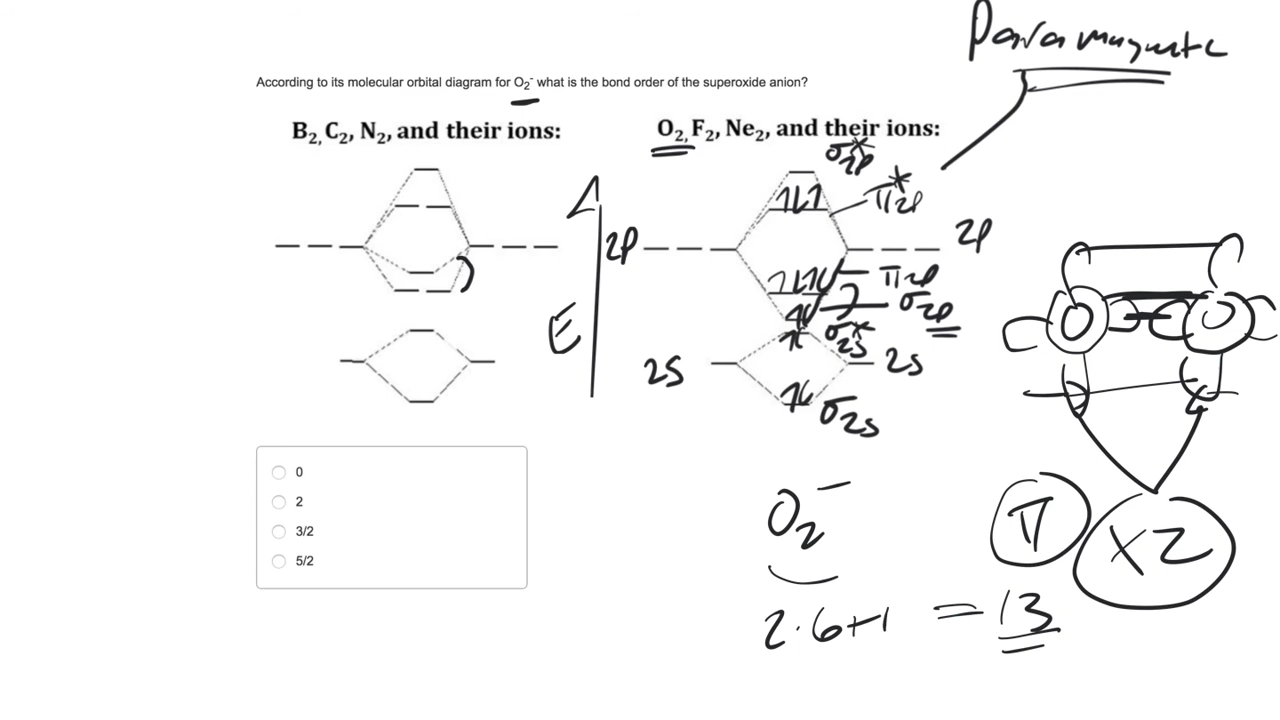 Paramagnetic
According to its molecular orbital diagram for O₂⁻ what is the bond order of the superoxide anion?
B₂, C₂, N₂, and their ions:
O₂, F₂, Ne₂, and their ions:
σ*2p
π*2p
2p
2p
π2p
σ2p
E
σ*2s
2s
2s
σ2s
0
2
3/2
5/2
O₂⁻
π
x2
2·6+1 = 13